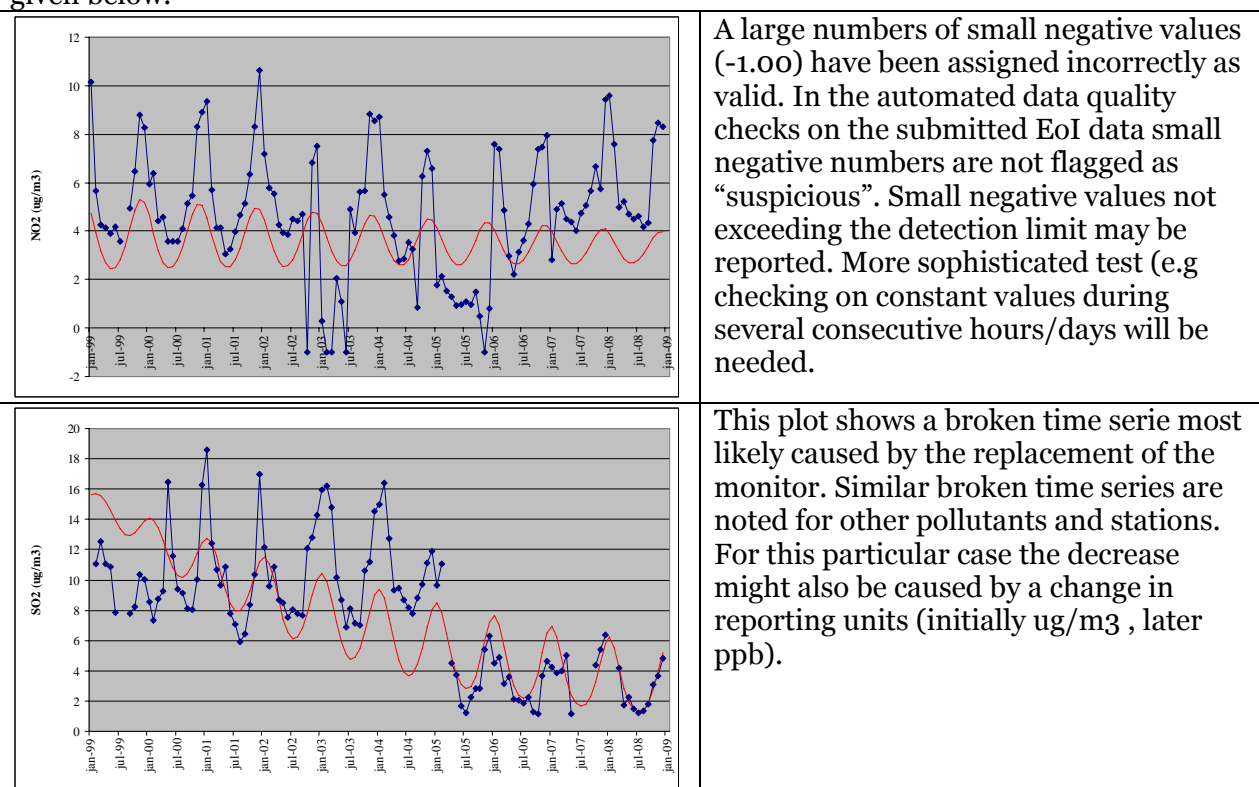 given below.
12
10
8
6
4
2
0
-2
NO2 (ug/m3)
jan-99
jul-99
jan-00
jul-00
jan-01
jul-01
jan-02
jul-02
jan-03
jul-03
jan-04
jul-04
jan-05
jul-05
jan-06
jul-06
jan-07
jul-07
jan-08
jul-08
jan-09
A large numbers of small negative values
(-1.00) have been assigned incorrectly as
valid. In the automated data quality
checks on the submitted EoI data small
negative numbers are not flagged as
“suspicious”. Small negative values not
exceeding the detection limit may be
reported. More sophisticated test (e.g
checking on constant values during
several consecutive hours/days will be
needed.
20
18
16
14
12
10
8
6
4
2
0
SO2 (ug/m3)
jan-99
jul-99
jan-00
jul-00
jan-01
jul-01
jan-02
jul-02
jan-03
jul-03
jan-04
jul-04
jan-05
jul-05
jan-06
jul-06
jan-07
jul-07
jan-08
jul-08
jan-09
This plot shows a broken time serie most
likely caused by the replacement of the
monitor. Similar broken time series are
noted for other pollutants and stations.
For this particular case the decrease
might also be caused by a change in
reporting units (initially ug/m3 , later
ppb).